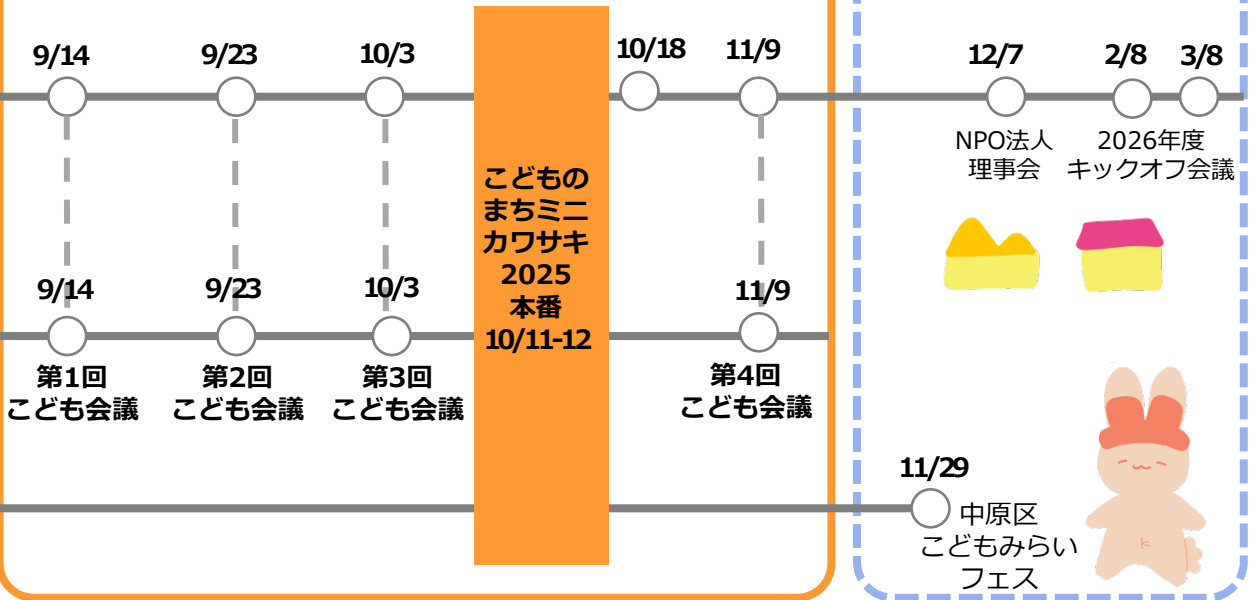 9/14
9/23
10/3
10/18
11/9
12/7
2/8
3/8
NPO法人
理事会
2026年度
キックオフ会議
こどもの
まちミニ
カワサキ
2025
本番
10/11-12
9/14
9/23
10/3
11/9
第1回
こども会議
第2回
こども会議
第3回
こども会議
第4回
こども会議
11/29
中原区
こどもみらい
フェス